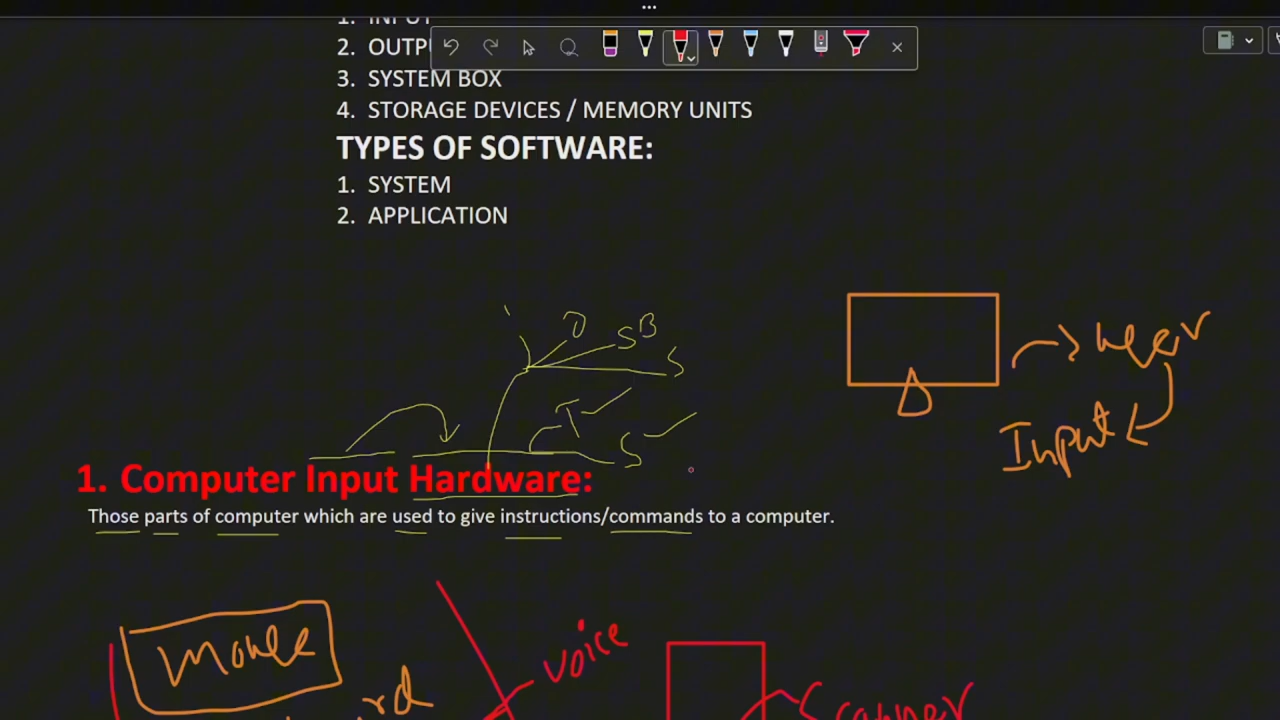 1. INPUT
2. OUTP
3. SYSTEM BOX
4. STORAGE DEVICES / MEMORY UNITS
TYPES OF SOFTWARE:
1. SYSTEM
2. APPLICATION
O SB
S
T
S
Input
1. Computer Input Hardware:
Those parts of computer which are used to give instructions/commands to a computer.
mouse
voice
Scanner